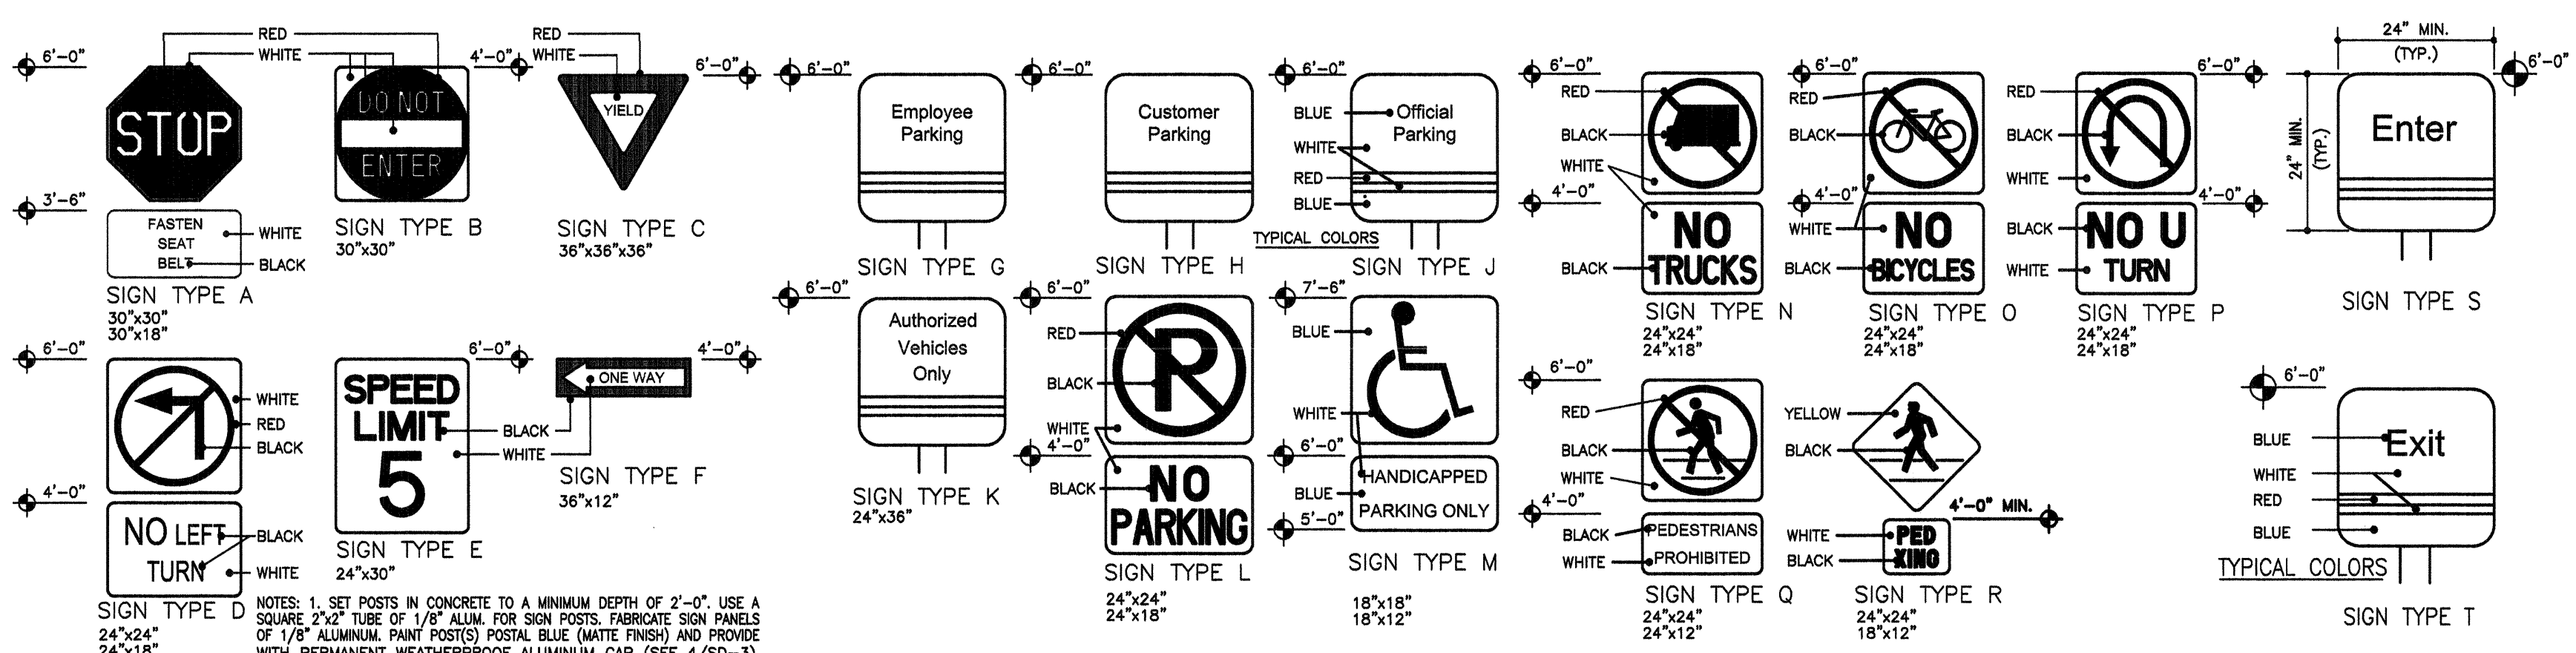 RED
WHITE
6'-0"
STOP
3'-6"
FASTEN
SEAT
BELT
WHITE
BLACK
SIGN TYPE A
30"x30"
30"x18"
DO NOT
ENTER
SIGN TYPE B
30"x30"
4'-0"
RED
WHITE
YIELD
SIGN TYPE C
36"x36"x36"
6'-0"
6'-0"
WHITE
RED
BLACK
4'-0"
NO LEFT
TURN
BLACK
WHITE
SIGN TYPE D
24"x24"
24"x18"
SPEED
LIMIT
5
SIGN TYPE E
24"x30"
6'-0"
BLACK
WHITE
ONE WAY
SIGN TYPE F
36"x12"
4'-0"
NOTES: 1. SET POSTS IN CONCRETE TO A MINIMUM DEPTH OF 2'-0". USE A
SQUARE 2"x2" TUBE OF 1/8" ALUM. FOR SIGN POSTS. FABRICATE SIGN PANELS
OF 1/8" ALUMINUM. PAINT POST(S) POSTAL BLUE (MATTE FINISH) AND PROVIDE
WITH PERMANENT WEATHERPROOF ALUMINUM CAP (SEE 4/SD-3).
6'-0"
Employee
Parking
SIGN TYPE G
6'-0"
Customer
Parking
SIGN TYPE H
6'-0"
BLUE
WHITE
RED
BLUE
TYPICAL COLORS
Official
Parking
SIGN TYPE J
6'-0"
Authorized
Vehicles
Only
SIGN TYPE K
24"x36"
6'-0"
RED
BLACK
WHITE
4'-0"
BLACK
P
NO
PARKING
SIGN TYPE L
24"x24"
24"x18"
7'-6"
BLUE
WHITE
6'-0"
BLUE
5'-0"
HANDICAPPED
PARKING ONLY
SIGN TYPE M
18"x18"
18"x12"
6'-0"
RED
BLACK
WHITE
4'-0"
BLACK
NO
TRUCKS
SIGN TYPE N
24"x24"
24"x18"
6'-0"
RED
BLACK
4'-0"
WHITE
BLACK
NO
BICYCLES
SIGN TYPE O
24"x24"
24"x18"
6'-0"
RED
BLACK
WHITE
4'-0"
BLACK
WHITE
NO U
TURN
SIGN TYPE P
24"x24"
24"x18"
6'-0"
RED
BLACK
WHITE
4'-0"
BLACK
WHITE
PEDESTRIANS
PROHIBITED
SIGN TYPE Q
24"x24"
24"x12"
YELLOW
BLACK
4'-0" MIN.
WHITE
BLACK
PED
XING
SIGN TYPE R
24"x24"
18"x12"
24" MIN.
(TYP.)
6'-0"
24" MIN.
(TYP.)
Enter
SIGN TYPE S
6'-0"
BLUE
WHITE
RED
BLUE
Exit
TYPICAL COLORS
SIGN TYPE T